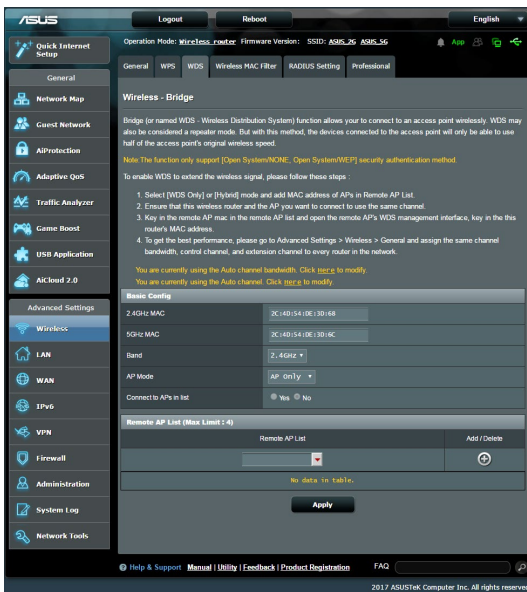 ASUS
Logout
Reboot
English
Quick Internet Setup
Operation Mode: Wireless router Firmware Version: SSID: ASUS_2G ASUS_5G
App
General
WPS
WDS
Wireless MAC Filter
RADIUS Setting
Professional
General
Network Map
Guest Network
AiProtection
Adaptive QoS
Traffic Analyzer
Game Boost
USB Application
AiCloud 2.0
Advanced Settings
Wireless
LAN
WAN
IPv6
VPN
Firewall
Administration
System Log
Network Tools
Wireless - Bridge
Bridge (or named WDS - Wireless Distribution System) function allows your to connect to an access point wirelessly. WDS may
also be considered a repeater mode. But with this method, the devices connected to the access point will only be able to use
half of the access point's original wireless speed.
Note:The function only support [Open System/NONE, Open System/WEP] security authentication method.
To enable WDS to extend the wireless signal, please follow these steps :
1. Select [WDS Only] or [Hybrid] mode and add MAC address of APs in Remote AP List.
2. Ensure that this wireless router and the AP you want to connect to use the same channel.
3. Key in the remote AP mac in the remote AP list and open the remote AP's WDS management interface, key in the this
router's MAC address.
4. To get the best performance, please go to Advanced Settings > Wireless > General and assign the same channel
bandwidth, control channel, and extension channel to every router in the network.
You are currently using the Auto channel bandwidth. Click Here to modify.
You are currently using the Auto channel. Click Here to modify.
Basic Config
2.4GHz MAC 2C:4D:54:DE:3D:68
5GHz MAC 2C:4D:54:DE:3D:6C
Band 2.4GHz
AP Mode AP Only
Connect to APs in list Yes No
Remote AP List (Max Limit : 4)
Remote AP List Add / Delete
No data in table.
Apply
Help & Support Manual | Utility | Feedback | Product Registration FAQ
2017 ASUSTeK Computer Inc. All rights reserved